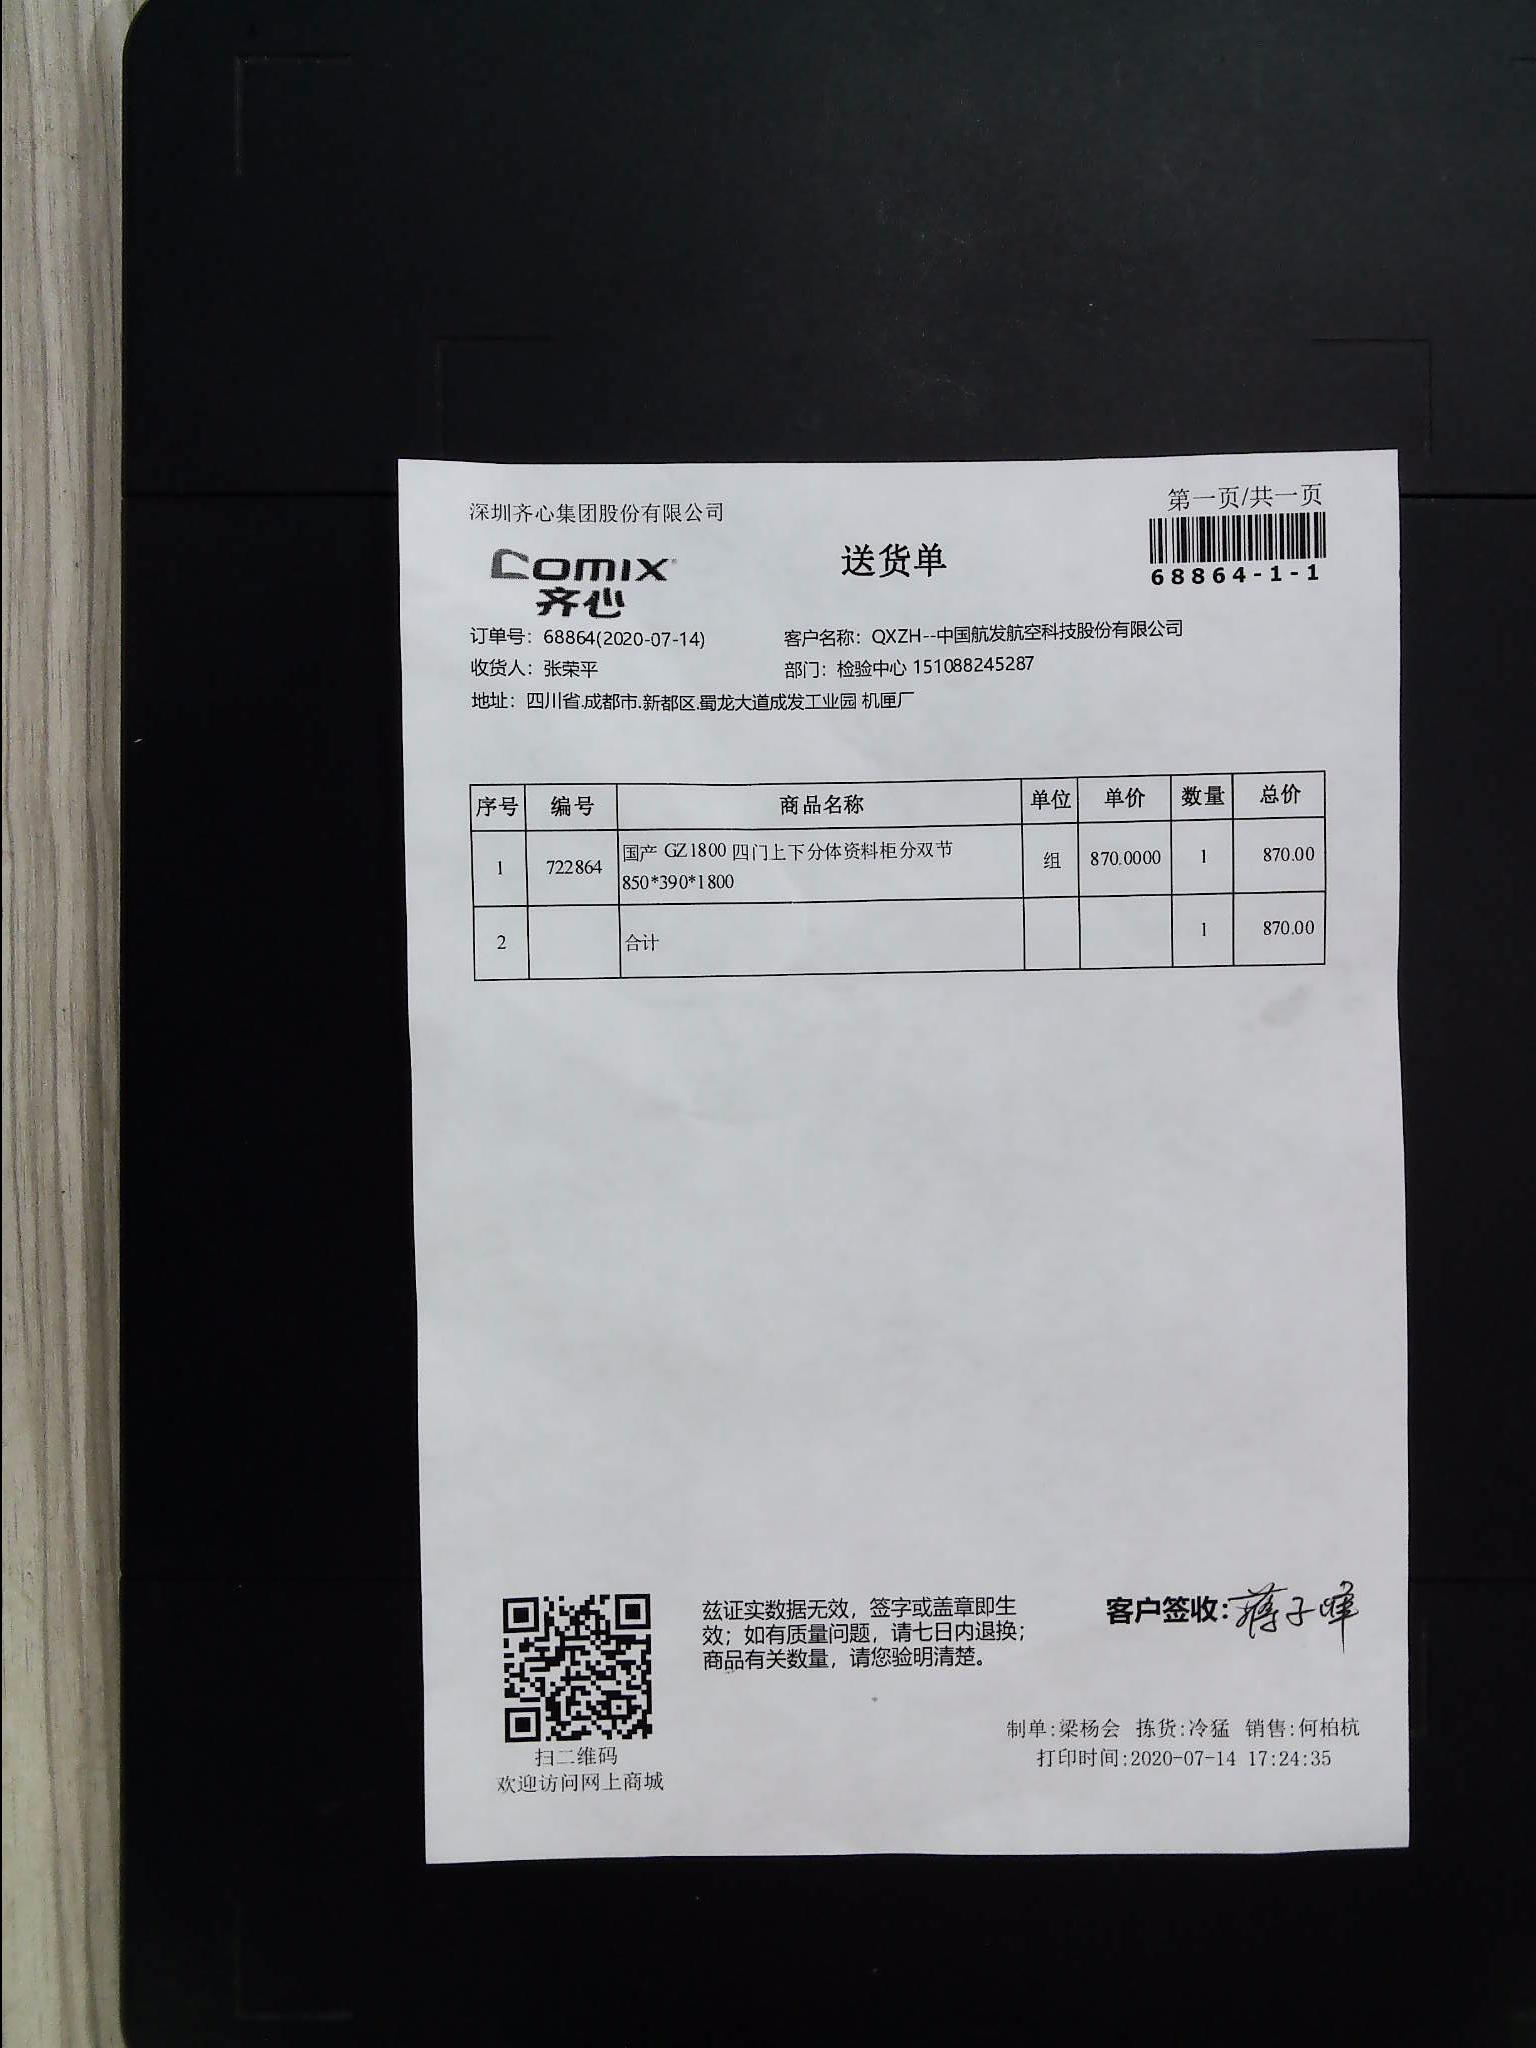 深圳齐心集团股份有限公司
第一页/共一页
comix
齐心
送货单
68864-1-1
订单号：68864(2020-07-14)
客户名称：QXZH--中国航发航空科技股份有限公司
收货人：张荣平
部门：检验中心 151088245287
地址：四川省.成都市.新都区.蜀龙大道成发工业园 机匣厂
序号 编号 商品名称 单位 单价 数量 总价
1 722864 国产 GZ1800 四门上下分体资料柜分双节 850*390*1800 组 870.0000 1 870.00
2 合计 1 870.00
兹证实数据无效，签字或盖章即生
效；如有质量问题，请七日内退换；
商品有关数量，请您验明清楚。
客户签收：蒋子峰
扫二维码
欢迎访问网上商城
制单:梁杨会 拣货:冷猛 销售:何柏杭
打印时间:2020-07-14 17:24:35